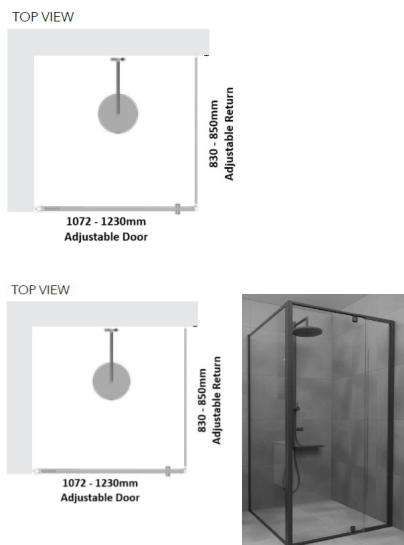 TOP VIEW
830 - 850mm
Adjustable Return
1072 - 1230mm
Adjustable Door
TOP VIEW
830 - 850mm
Adjustable Return
1072 - 1230mm
Adjustable Door